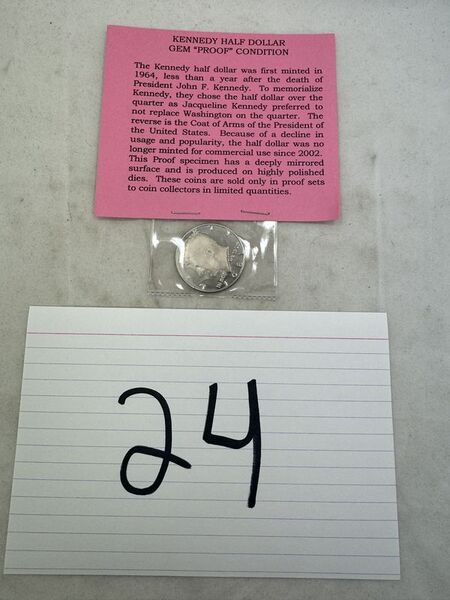 KENNEDY HALF DOLLAR
GEM "PROOF" CONDITION
The Kennedy half dollar was first minted in
1964, less than a year after the death of
President John F. Kennedy. To memorialize
Kennedy, they chose the half dollar over the
quarter as Jacqueline Kennedy preferred to
not replace Washington on the quarter. The
reverse is the Coat of Arms of the President of
the United States. Because of a decline in
usage and popularity, the half dollar was no
longer minted for commercial use since 2002.
This Proof specimen has a deeply mirrored
surface and is produced on highly polished
dies. These coins are sold only in proof sets
to coin collectors in limited quantities.
24